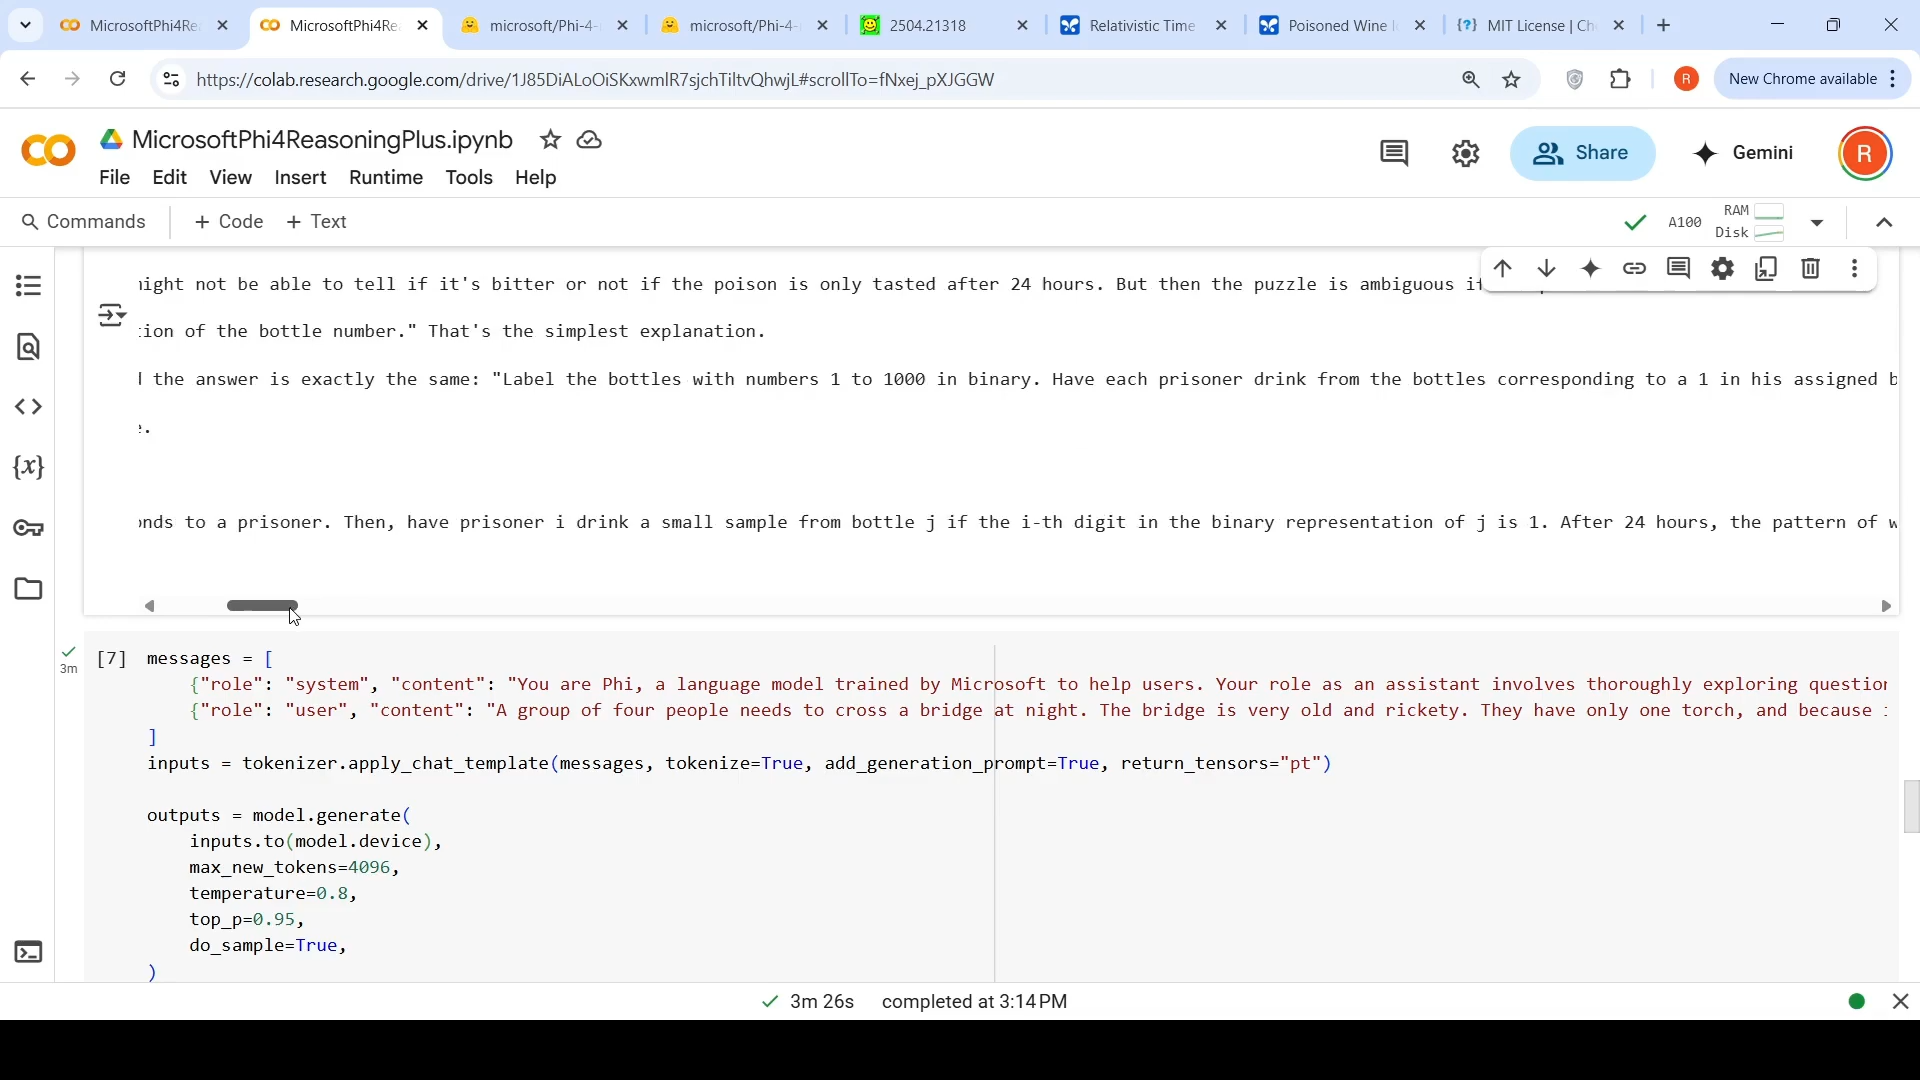 MicrosoftPhi4Re
MicrosoftPhi4Re
microsoft/Phi-4-
microsoft/Phi-4-
2504.21318
Relativistic Time
Poisoned Wine
MIT License | Ch
https://colab.research.google.com/drive/1J85DiALoOiSKxwmlR7sjchTiltvQhwjL#scrollTo=fNxej_pXJGGW
R
New Chrome available
MicrosoftPhi4ReasoningPlus.ipynb
File Edit View Insert Runtime Tools Help
Share
Gemini
R
Commands
+ Code + Text
A100
RAM
Disk
night not be able to tell if it's bitter or not if the poison is only tasted after 24 hours. But then the puzzle is ambiguous if
tion of the bottle number." That's the simplest explanation.
the answer is exactly the same: "Label the bottles with numbers 1 to 1000 in binary. Have each prisoner drink from the bottles corresponding to a 1 in his assigned b
onds to a prisoner. Then, have prisoner i drink a small sample from bottle j if the i-th digit in the binary representation of j is 1. After 24 hours, the pattern of w
3m
[7] messages = [
{"role": "system", "content": "You are Phi, a language model trained by Microsoft to help users. Your role as an assistant involves thoroughly exploring question
{"role": "user", "content": "A group of four people needs to cross a bridge at night. The bridge is very old and rickety. They have only one torch, and because
]
inputs = tokenizer.apply_chat_template(messages, tokenize=True, add_generation_prompt=True, return_tensors="pt")
outputs = model.generate(
inputs.to(model.device),
max_new_tokens=4096,
temperature=0.8,
top_p=0.95,
do_sample=True,
)
3m 26s completed at 3:14 PM